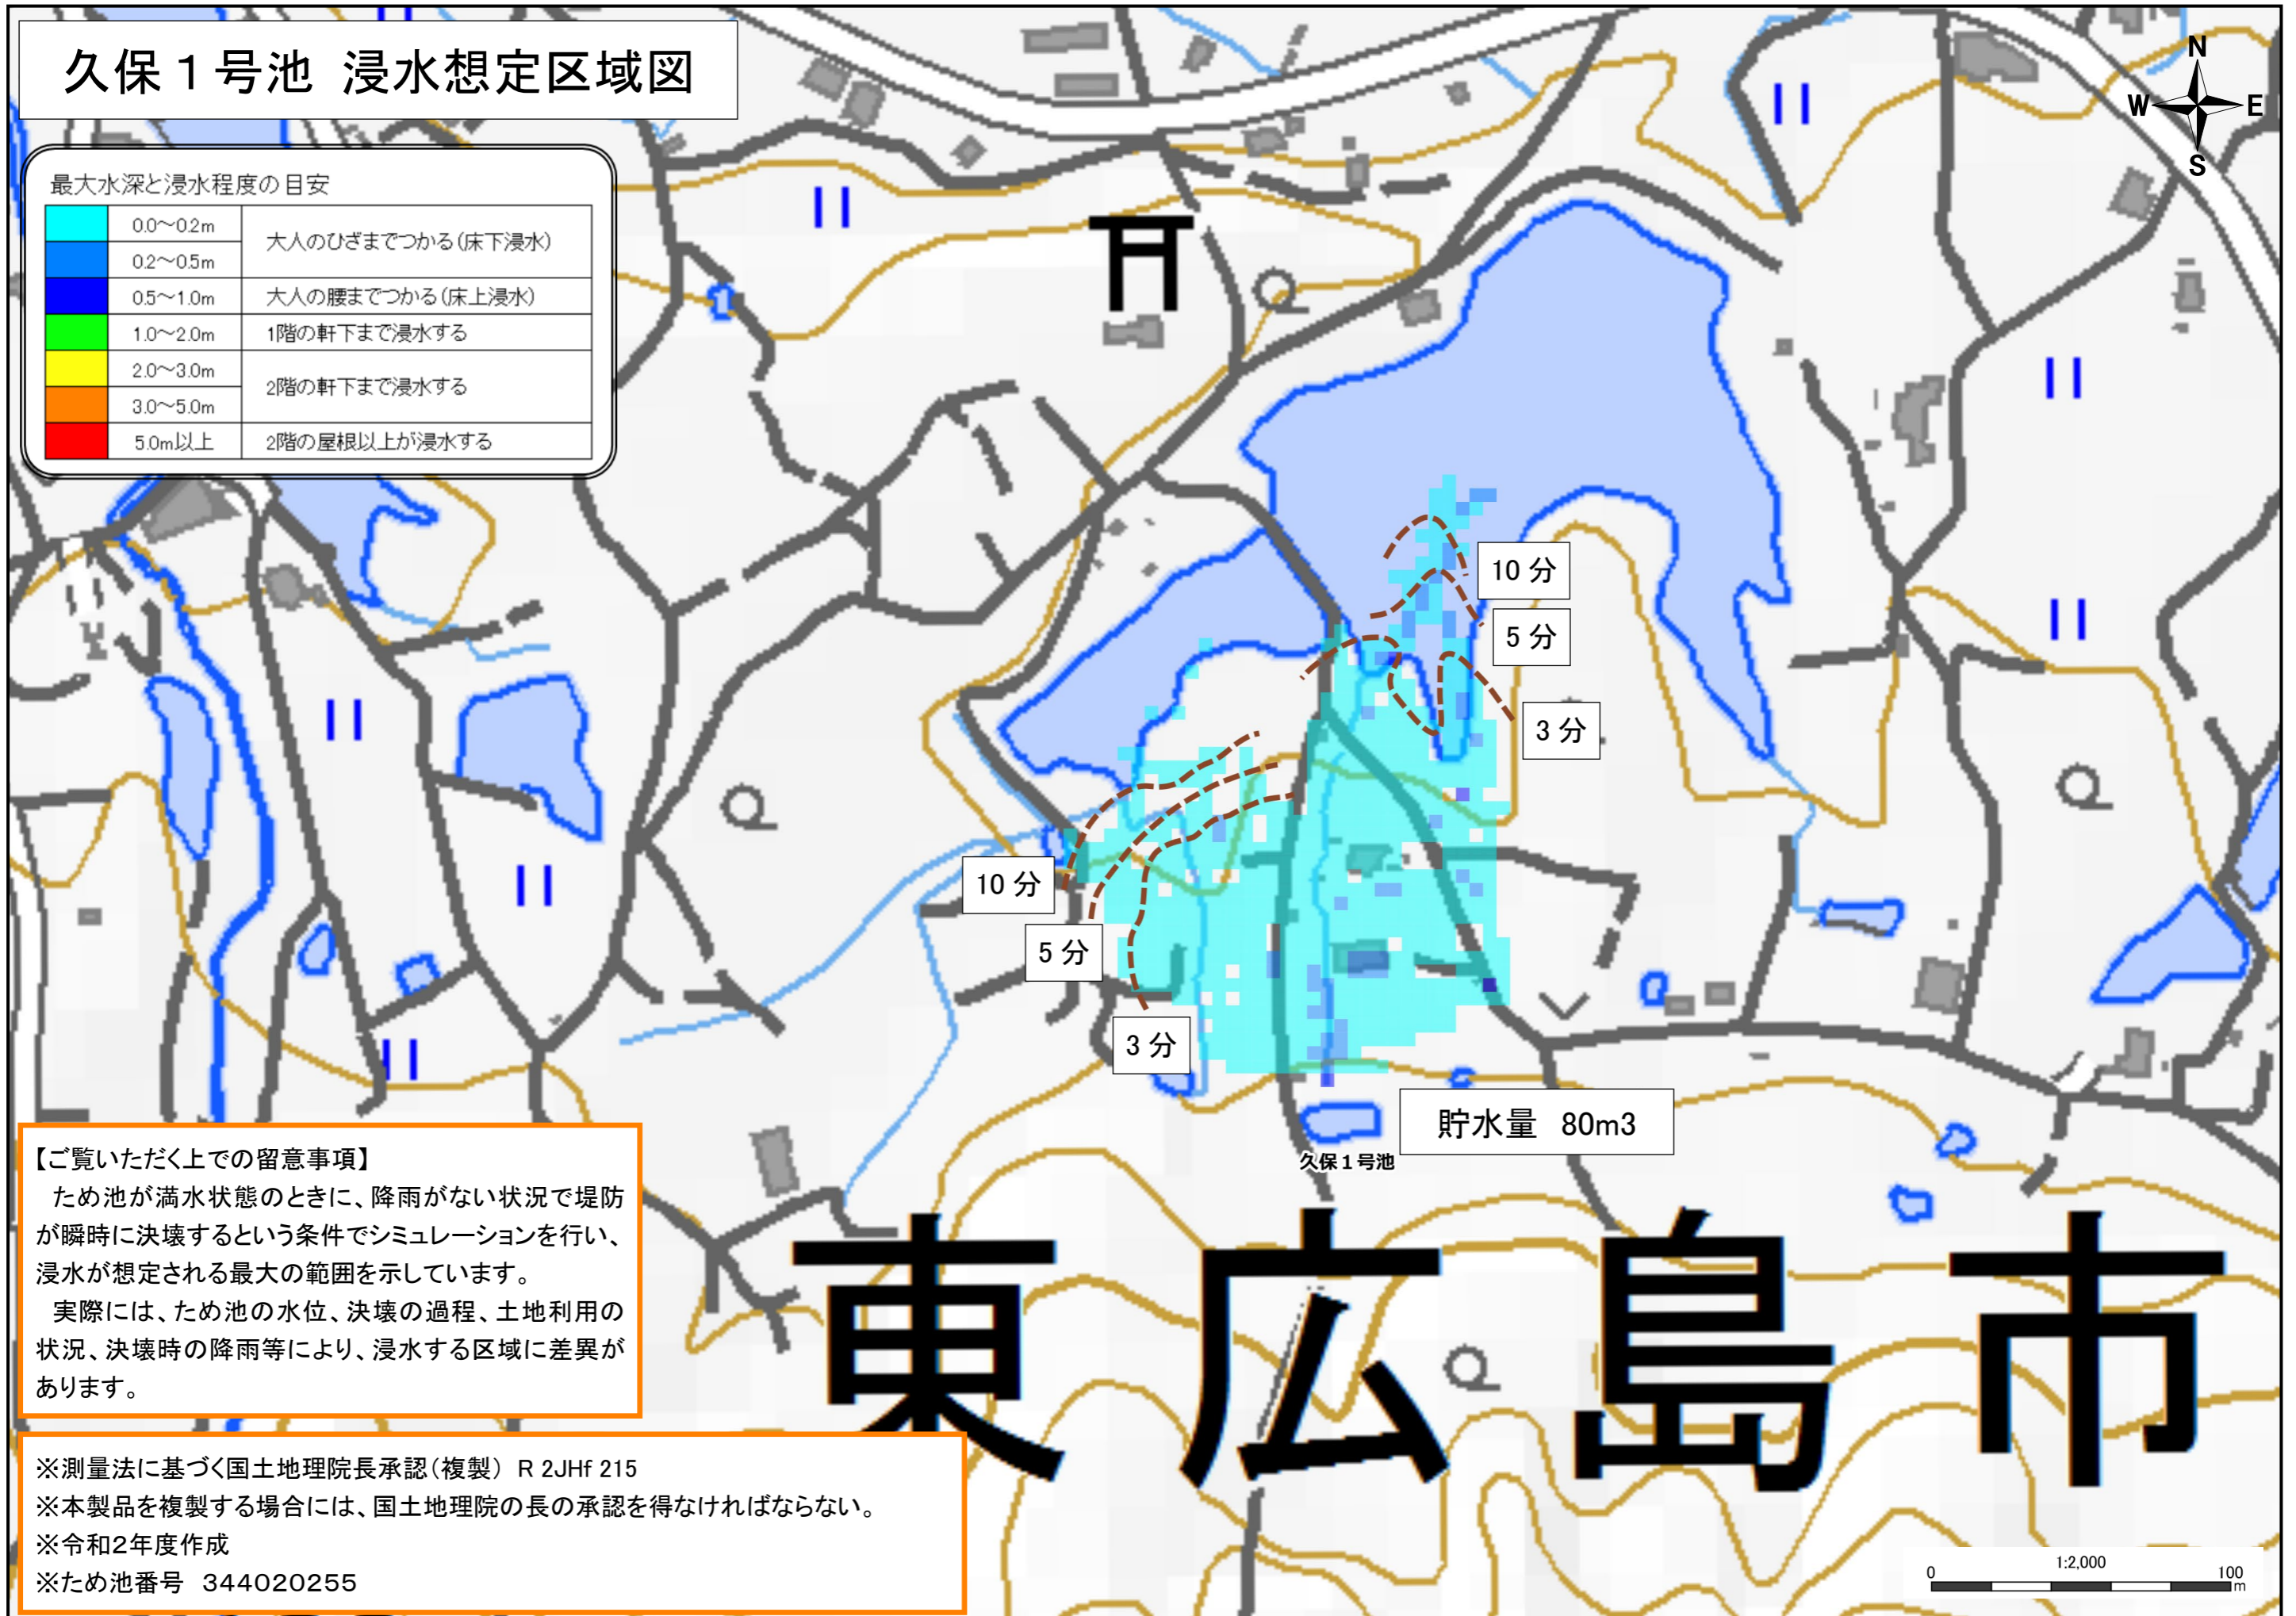 久保１号池 浸水想定区域図
N
W E
S
最大水深と浸水程度の目安
0.0～0.2m
大人のひざまでつかる(床下浸水)
0.2～0.5m
0.5～1.0m 大人の腰までつかる(床上浸水)
1.0～2.0m 1階の軒下まで浸水する
2.0～3.0m
2階の軒下まで浸水する
3.0～5.0m
5.0m以上 2階の屋根以上が浸水する
10 分
5 分
3 分
10 分
5 分
3 分
貯水量 80m3
久保１号池
【ご覧いただく上での留意事項】
ため池が満水状態のときに、降雨がない状況で堤防
が瞬時に決壊するという条件でシミュレーションを行い、
浸水が想定される最大の範囲を示しています。
実際には、ため池の水位、決壊の過程、土地利用の
状況、決壊時の降雨等により、浸水する区域に差異が
あります。
東広島市
※測量法に基づく国土地理院長承認（複製） R 2JHf 215
※本製品を複製する場合には、国土地理院の長の承認を得なければならない。
※令和2年度作成
※ため池番号 344020255
1:2,000
0 100
m